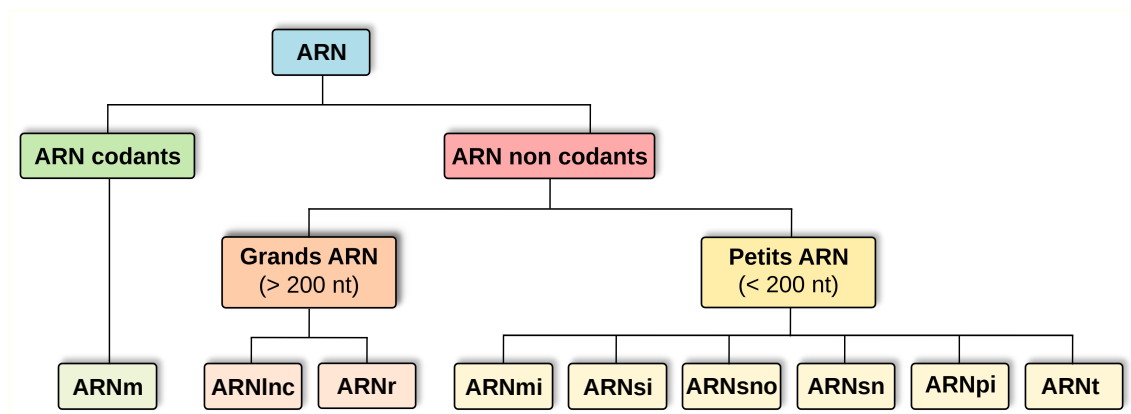 ARN
ARN codants
ARN non codants
Grands ARN
(> 200 nt)
Petits ARN
(< 200 nt)
ARNm
ARNlnc
ARNr
ARNmi
ARNsi
ARNsno
ARNsn
ARNpi
ARNt